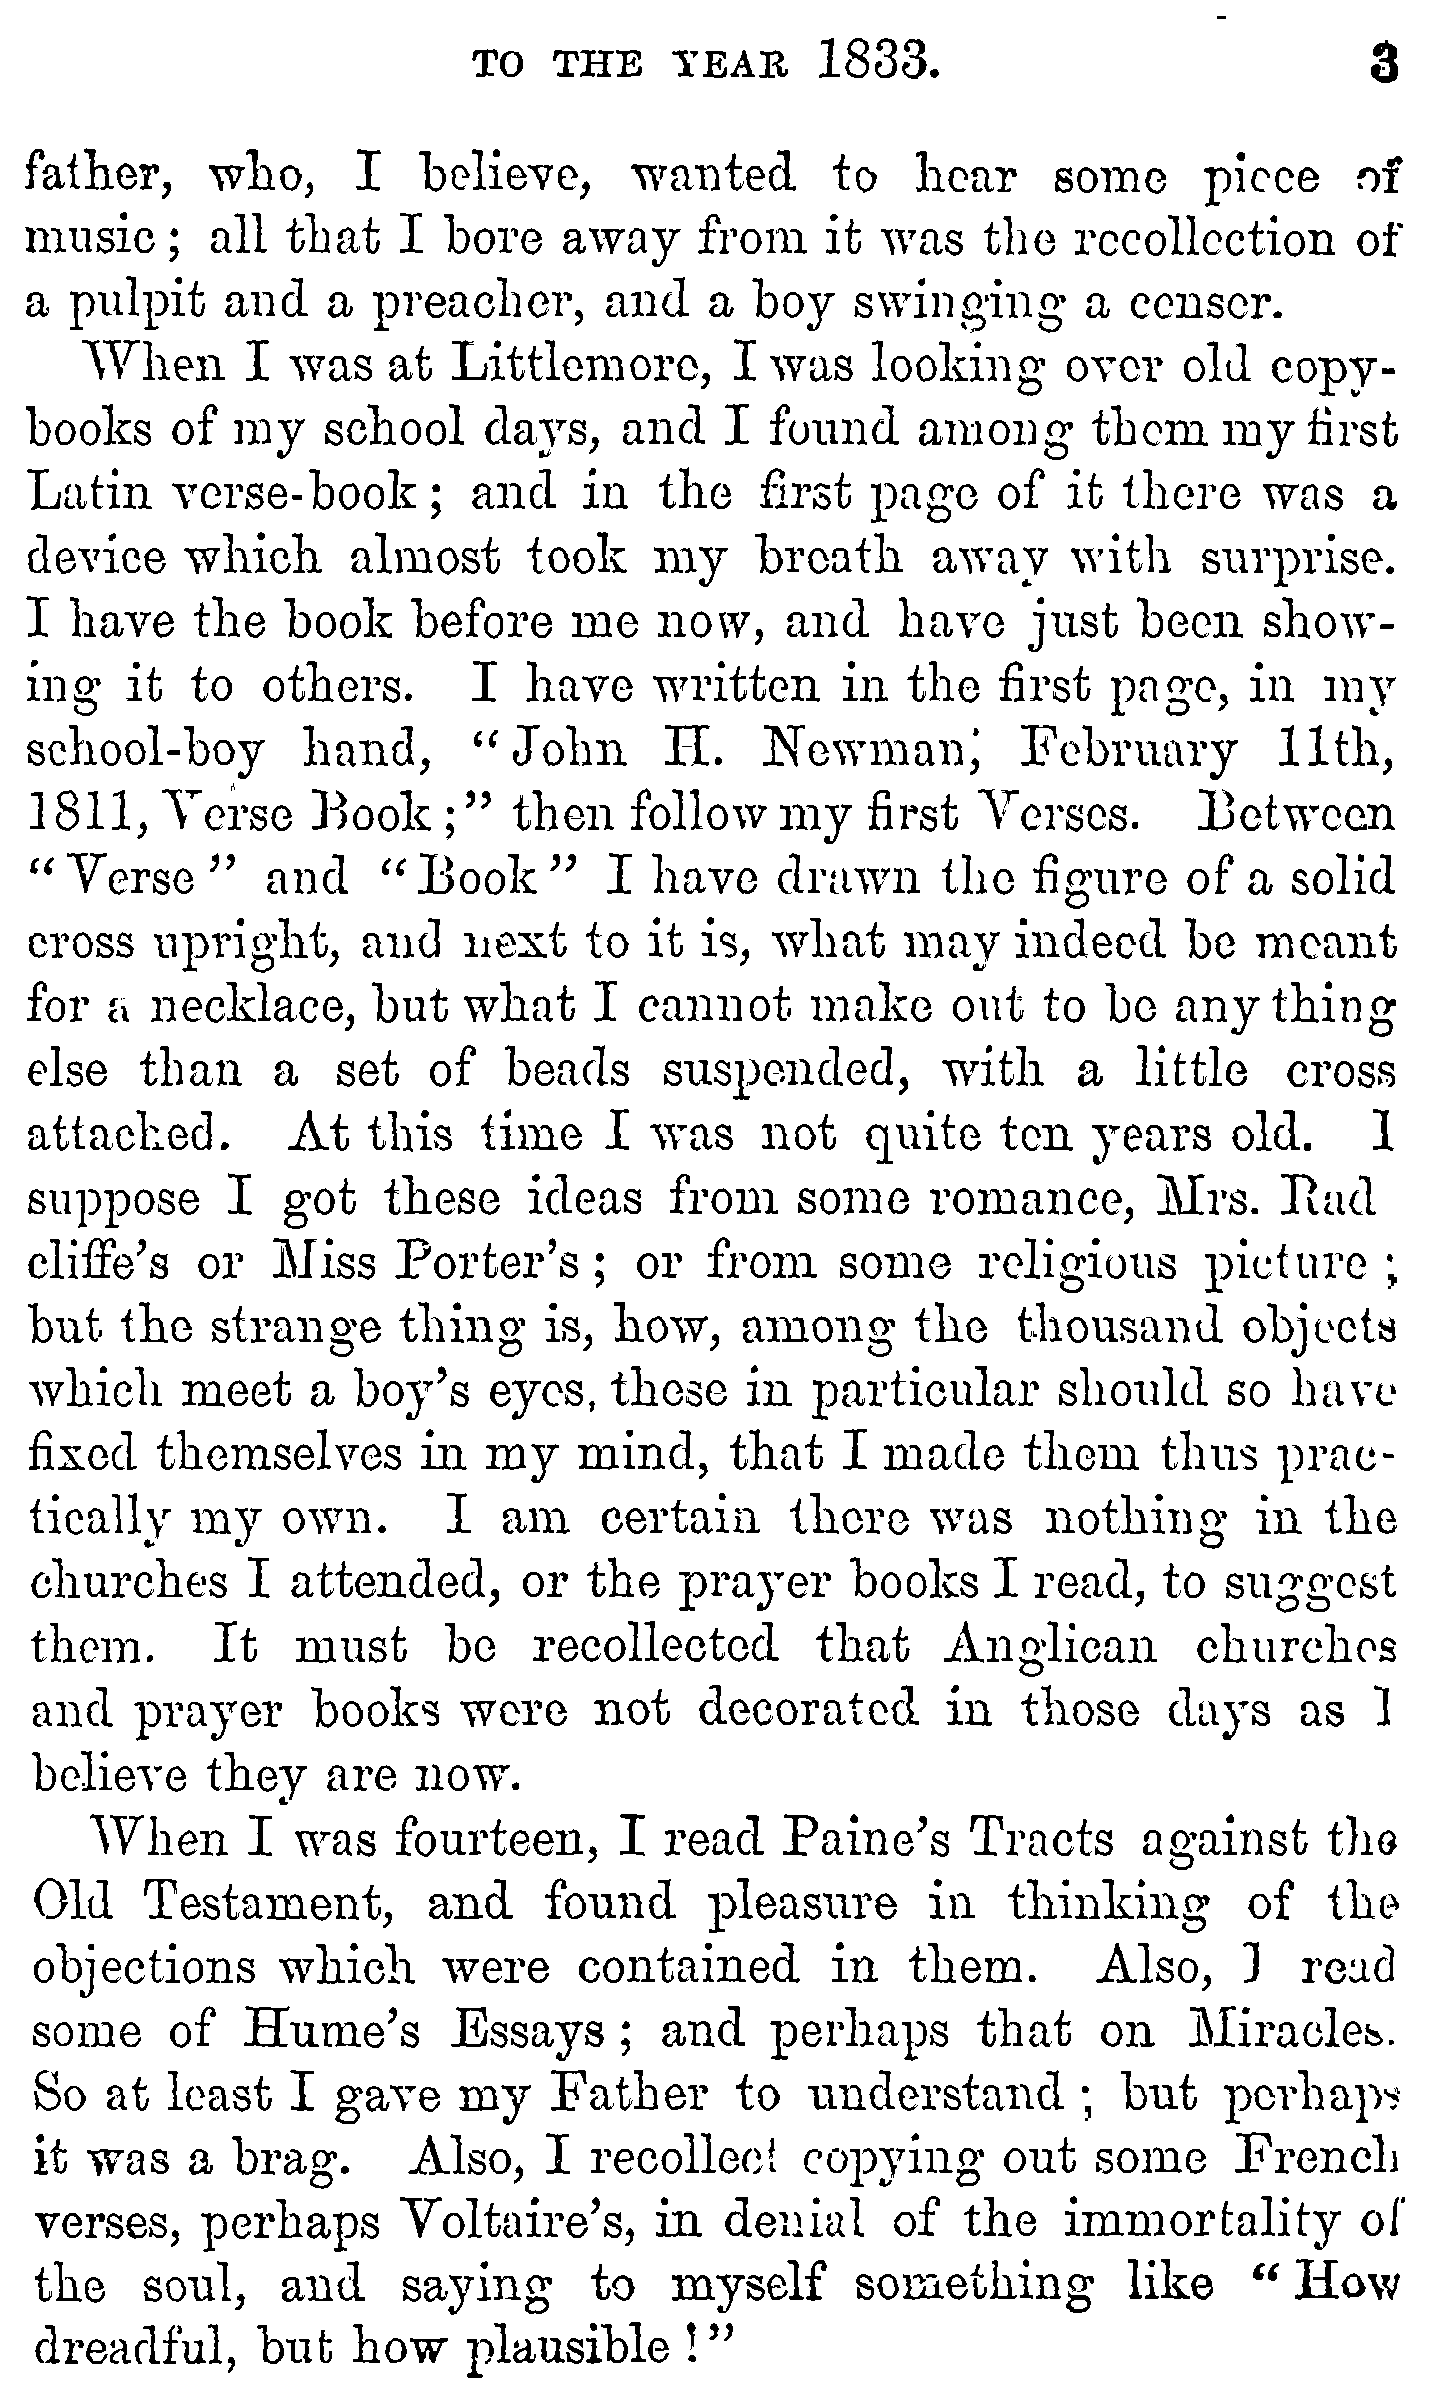 TO THE YEAR 1833. 3
father, who, I believe, wanted to hear some piece of
music; all that I bore away from it was the recollection of
a pulpit and a preacher, and a boy swinging a censer.
When I was at Littlemore, I was looking over old copy-
books of my school days, and I found among them my first
Latin verse-book; and in the first page of it there was a
device which almost took my breath away with surprise.
I have the book before me now, and have just been show-
ing it to others. I have written in the first page, in my
school-boy hand, "John H. Newman, February 11th,
1811, Verse Book;" then follow my first Verses. Between
"Verse" and "Book" I have drawn the figure of a solid
cross upright, and next to it is, what may indeed be meant
for a necklace, but what I cannot make out to be any thing
else than a set of beads suspended, with a little cross
attached. At this time I was not quite ten years old. I
suppose I got these ideas from some romance, Mrs. Rad
cliffe's or Miss Porter's; or from some religious picture;
but the strange thing is, how, among the thousand objects
which meet a boy's eyes, these in particular should so have
fixed themselves in my mind, that I made them thus prac-
tically my own. I am certain there was nothing in the
churches I attended, or the prayer books I read, to suggest
them. It must be recollected that Anglican churches
and prayer books were not decorated in those days as I
believe they are now.
When I was fourteen, I read Paine's Tracts against the
Old Testament, and found pleasure in thinking of the
objections which were contained in them. Also, I read
some of Hume's Essays; and perhaps that on Miracles.
So at least I gave my Father to understand; but perhaps
it was a brag. Also, I recollect copying out some French
verses, perhaps Voltaire's, in denial of the immortality of
the soul, and saying to myself something like "How
dreadful, but how plausible!"